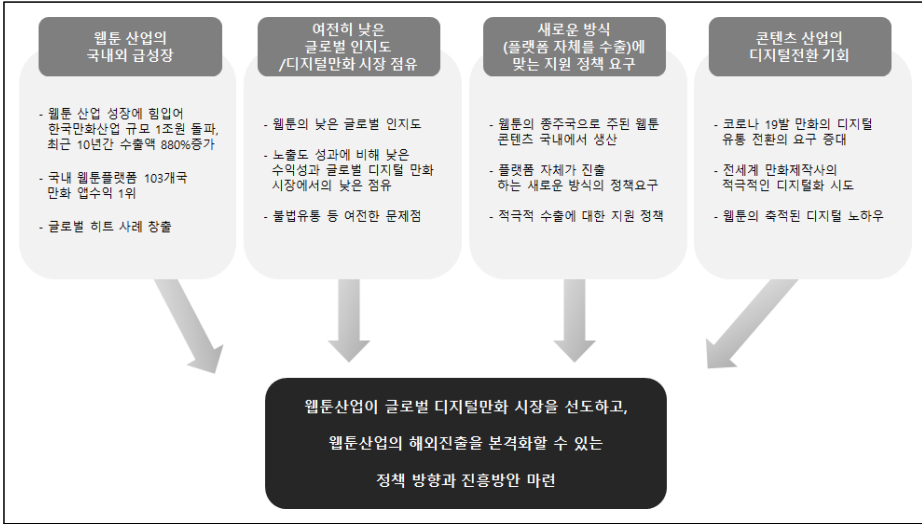 웹툰 산업의
국내외 급성장
- 웹툰 산업 성장에 힘입어
한국만화산업 규모 1조원 돌파,
최근 10년간 수출액 880%증가
- 국내 웹툰플랫폼 103개국
만화 앱수익 1위
- 글로벌 히트 사례 창출
여전히 낮은
글로벌 인지도
/디지털만화 시장 점유
- 웹툰의 낮은 글로벌 인지도
- 노출도 성과에 비해 낮은
수익성과 글로벌 디지털 만화
시장에서의 낮은 점유
- 불법유통 등 여전한 문제점
새로운 방식
(플랫폼 자체를 수출)에
맞는 지원 정책 요구
- 웹툰의 종주국으로 주된 웹툰
콘텐츠 국내에서 생산
- 플랫폼 자체가 진출
하는 새로운 방식의 정책요구
- 적극적 수출에 대한 지원 정책
콘텐츠 산업의
디지털전환 기회
- 코로나 19발 만화의 디지털
유통 전환의 요구 증대
- 전세계 만화제작사의
적극적인 디지털화 시도
- 웹툰의 축적된 디지털 노하우
웹툰산업이 글로벌 디지털만화 시장을 선도하고,
웹툰산업의 해외진출을 본격화할 수 있는
정책 방향과 진흥방안 마련